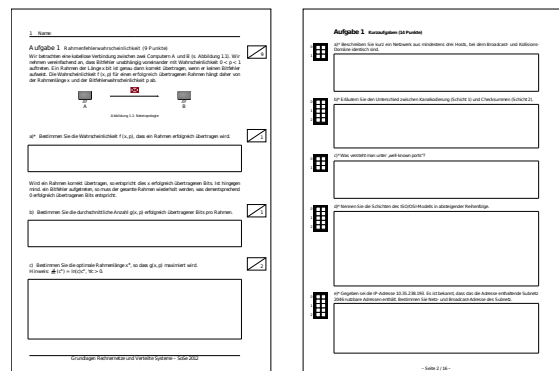 1 Name
Aufgabe 1 Rahmenfehlerwahrscheinlichkeit (9 Punkte)
9
Wir betrachten eine kabellose Verbindung zwischen zwei Computern A und B (s. Abbildung 1.1). Wir
nehmen vereinfachend an, dass Bitfehler unabhängig voneinander mit Wahrscheinlichkeit 0 < p < 1
auftreten. Ein Rahmen der Länge x bit ist genau dann korrekt übertragen, wenn er keinen Bitfehler
aufweist. Die Wahrscheinlichkeit f (x, p) für einen erfolgreich übertragenen Rahmen hängt daher von
der Rahmenlänge x und der Bitfehlerwahrscheinlichkeit p ab.
A
B
Abbildung 1.1: Netztopologie
a)* Bestimmen Sie die Wahrscheinlichkeit f (x, p), dass ein Rahmen erfolgreich übertragen wird.
1
Wird ein Rahmen korrekt übertragen, so entspricht dies x erfolgreich übertragenen Bits. Ist hingegen
mind. ein Bitfehler aufgetreten, so muss der gesamte Rahmen wiederholt werden, was dementsprechend
0 erfolgreich übertragenen Bits entspricht.
b) Bestimmen Sie die durchschnittliche Anzahl g(x, p) erfolgreich übertragener Bits pro Rahmen.
1
c) Bestimmen Sie die optimale Rahmenlänge x*, so dass g(x, p) maximiert wird.
2
Grundlagen Rechnernetze und Verteilte Systeme – SoSe 2012
Aufgabe 1 Kurzaufgaben (14 Punkte)
a)* Beschreiben Sie kurz ein Netzwerk aus mindestens drei Hosts, bei dem Broadcast- und Kollisions-
Domäne identisch sind.
b)* Erläutern Sie den Unterschied zwischen Kanalkodierung (Schicht 1) und Checksummen (Schicht 2).
c)* Was versteht man unter „well-known ports“?
d)* Nennen Sie die Schichten des ISO/OSI-Modells in absteigender Reihenfolge.
e)* Gegeben sei die IP-Adresse 10.35.236.193. Es ist bekannt, dass das die Adresse enthaltende Subnetz
2046 nutzbare Adressen enthält. Bestimmen Sie Netz- und Broadcast-Adresse des Subnetz.
– Seite 2 / 16 –